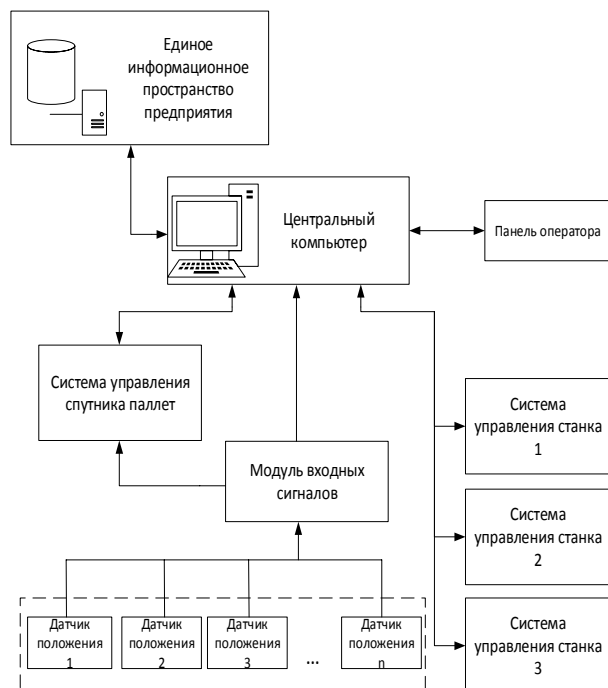 Единое
информационное
пространство
предприятия
Центральный
компьютер
Панель оператора
Система управления
спутника паллет
Модуль входных
сигналов
Система
управления станка
1
Система
управления станка
2
Система
управления станка
3
Датчик
положения
1
Датчик
положения
2
Датчик
положения
3
...
Датчик
положения
n